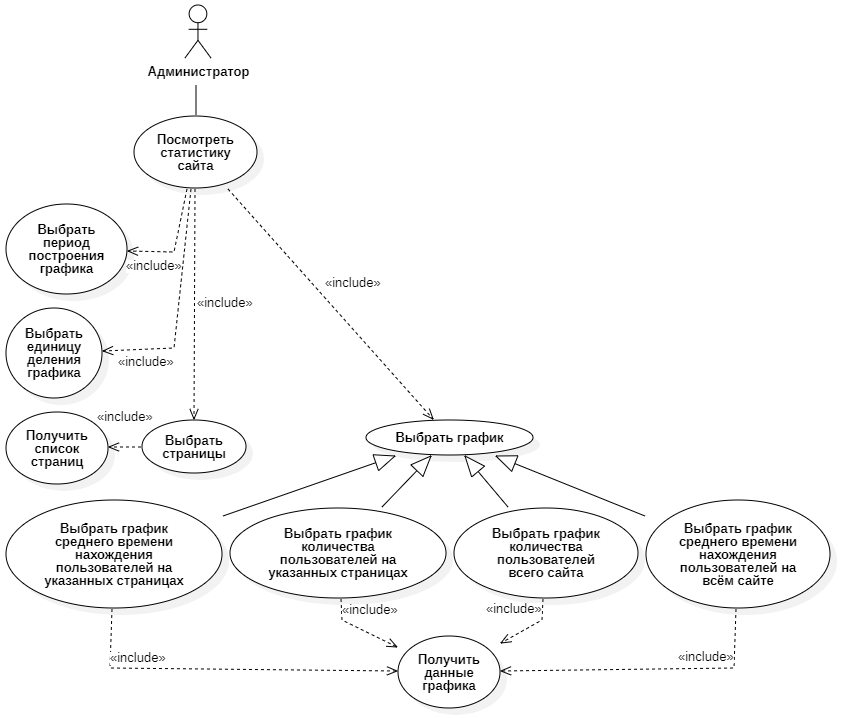 Администратор
Посмотреть
статистику
сайта
Выбрать
период
построения
графика
«include»
«include»
«include»
Выбрать
единицу
деления
графика
«include»
«include»
Получить
список
страниц
Выбрать
страницы
Выбрать график
Выбрать график
среднего времени
нахождения
пользователей на
указанных страницах
Выбрать график
количества
пользователей на
указанных страницах
Выбрать график
количества
пользователей
всего сайта
Выбрать график
среднего времени
нахождения
пользователей на
всём сайте
«include»
«include»
«include»
«include»
Получить
данные
графика